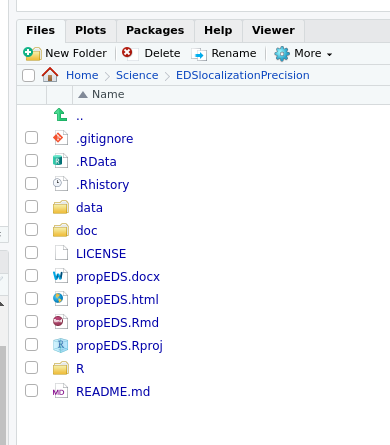 Files Plots Packages Help Viewer
New Folder Delete Rename More
Home Science EDSlocalizationPrecision
Name
..
.gitignore
.RData
.Rhistory
data
doc
LICENSE
propEDS.docx
propEDS.html
propEDS.Rmd
propEDS.Rproj
R
MD README.md